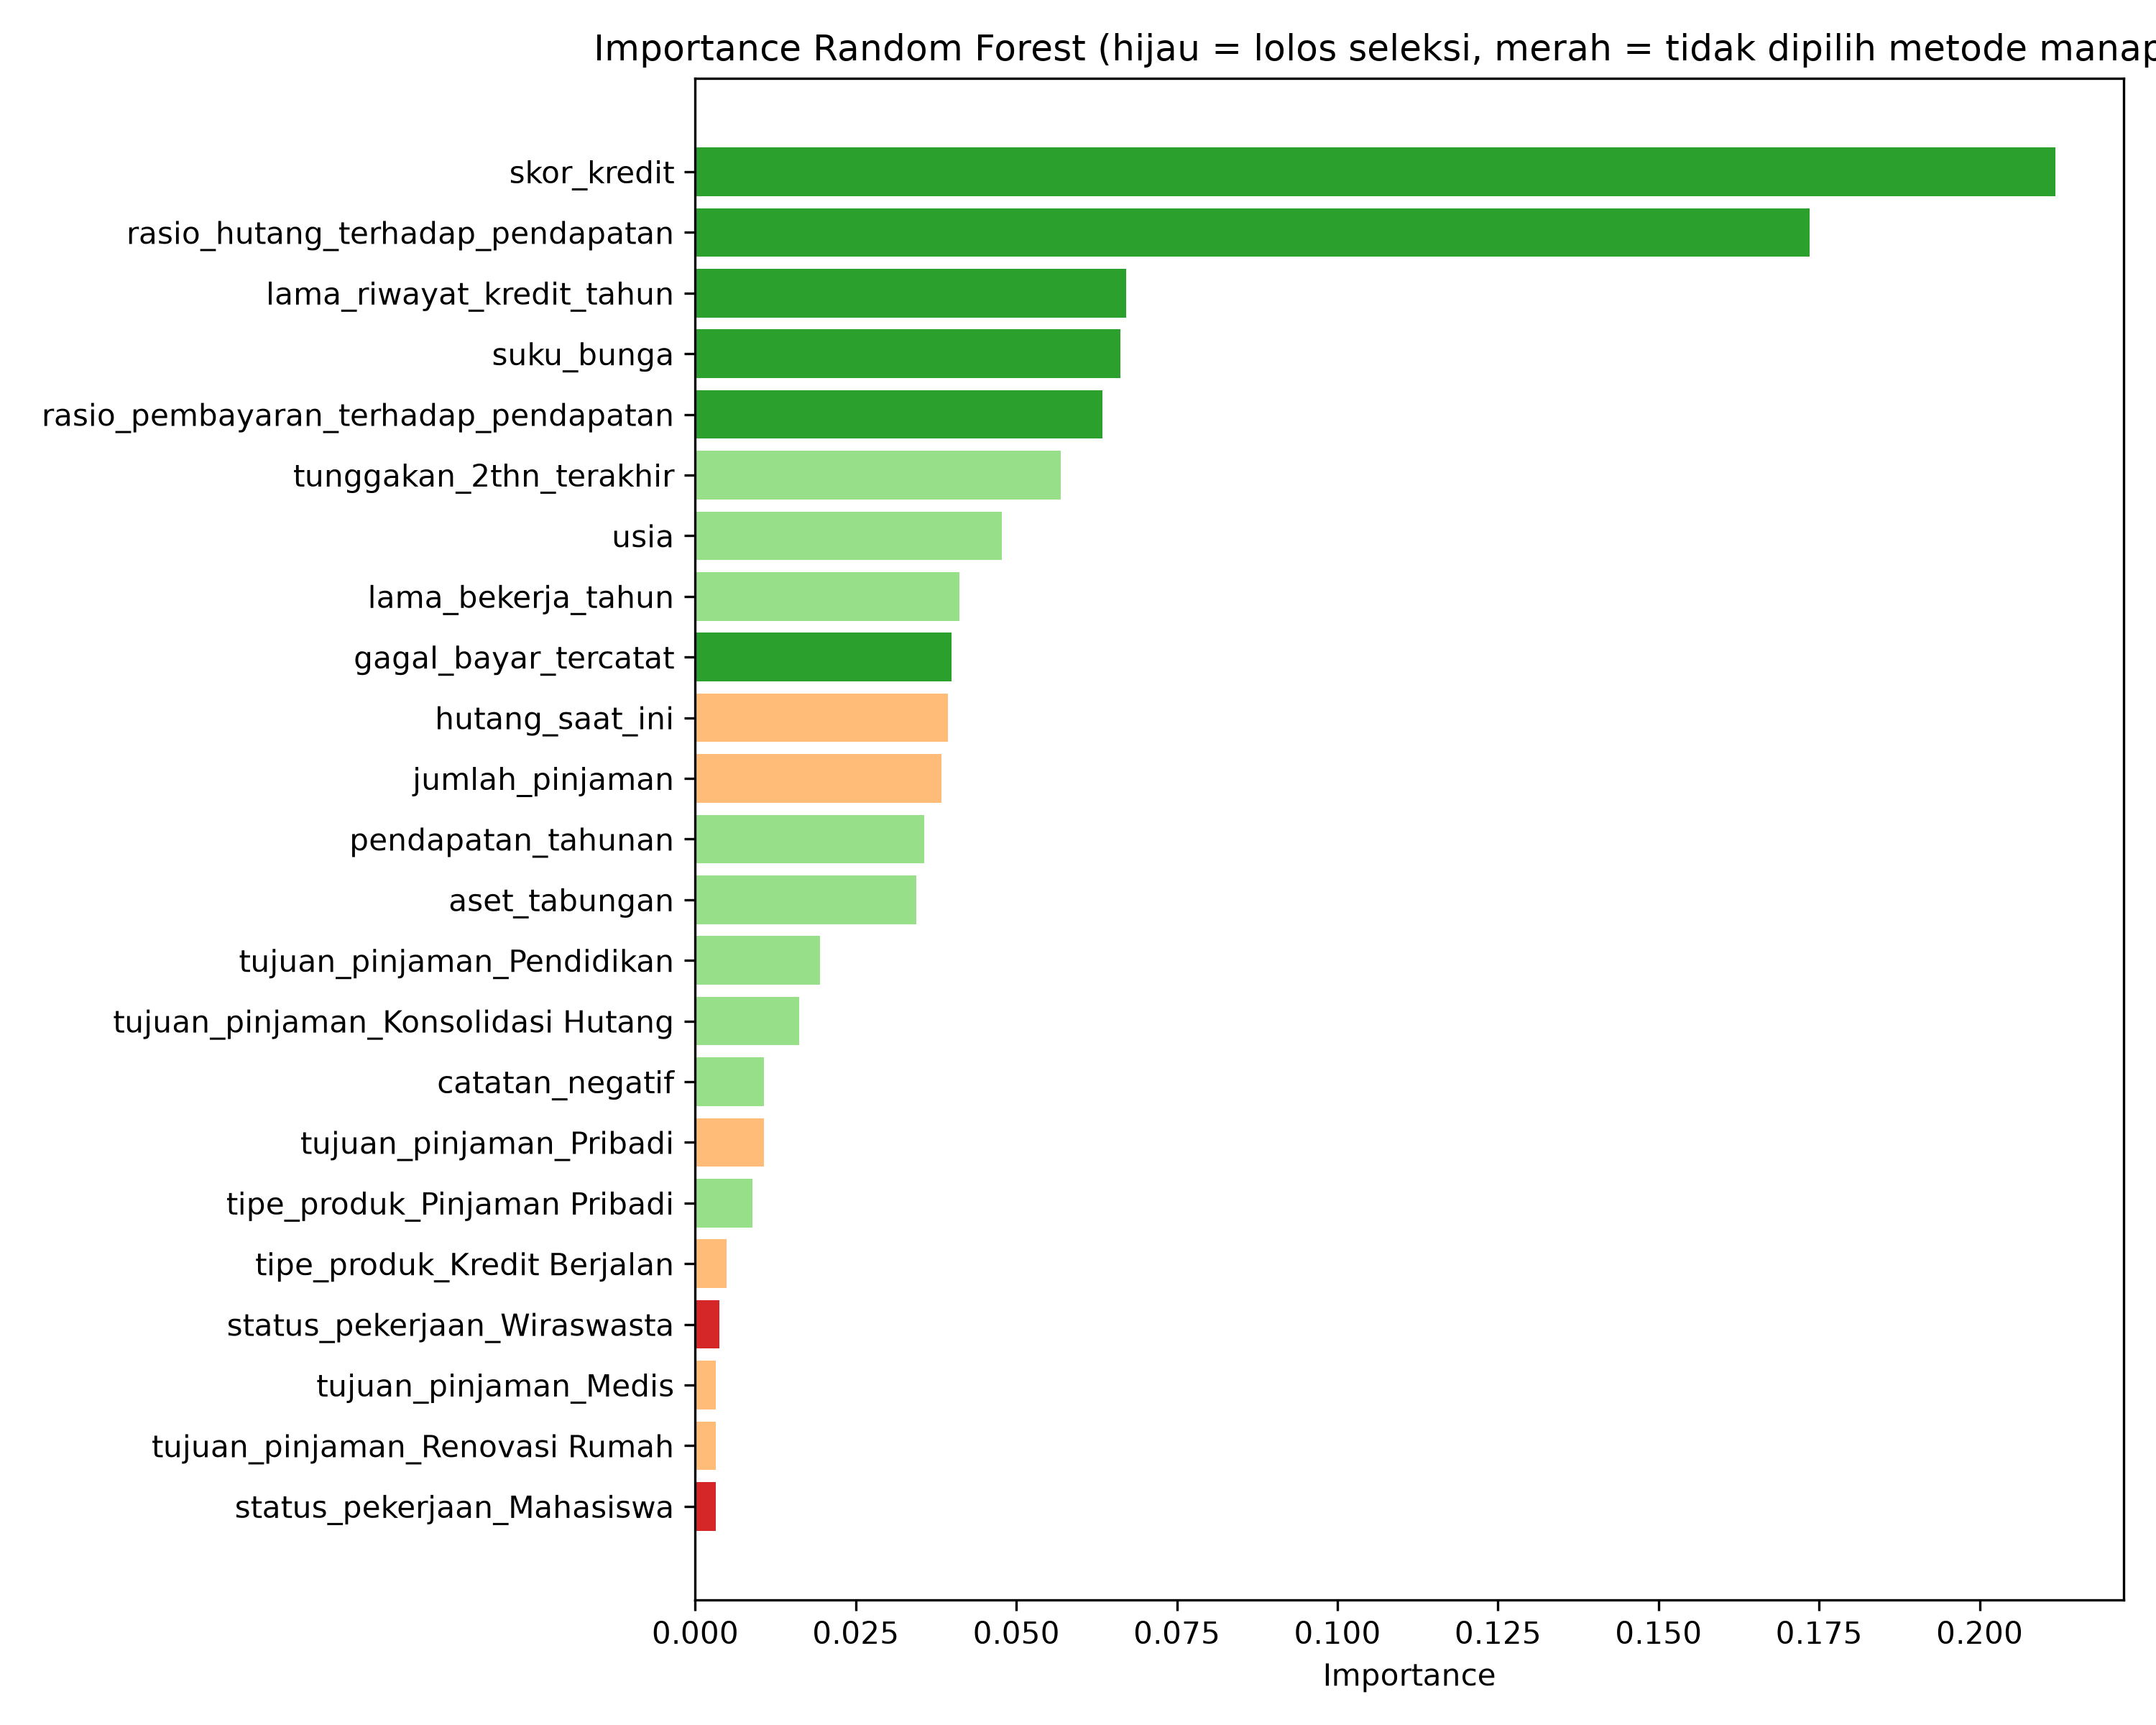 Importance Random Forest (hijau = lolos seleksi, merah = tidak dipilih metode manap
skor_kredit
rasio_hutang_terhadap_pendapatan
lama_riwayat_kredit_tahun
suku_bunga
rasio_pembayaran_terhadap_pendapatan
tunggakan_2thn_terakhir
usia
lama_bekerja_tahun
gagal_bayar_tercatat
hutang_saat_ini
jumlah_pinjaman
pendapatan_tahunan
aset_tabungan
tujuan_pinjaman_Pendidikan
tujuan_pinjaman_Konsolidasi Hutang
catatan_negatif
tujuan_pinjaman_Pribadi
tipe_produk_Pinjaman Pribadi
tipe_produk_Kredit Berjalan
status_pekerjaan_Wiraswasta
tujuan_pinjaman_Medis
tujuan_pinjaman_Renovasi Rumah
status_pekerjaan_Mahasiswa
0.000 0.025 0.050 0.075 0.100 0.125 0.150 0.175 0.200
Importance